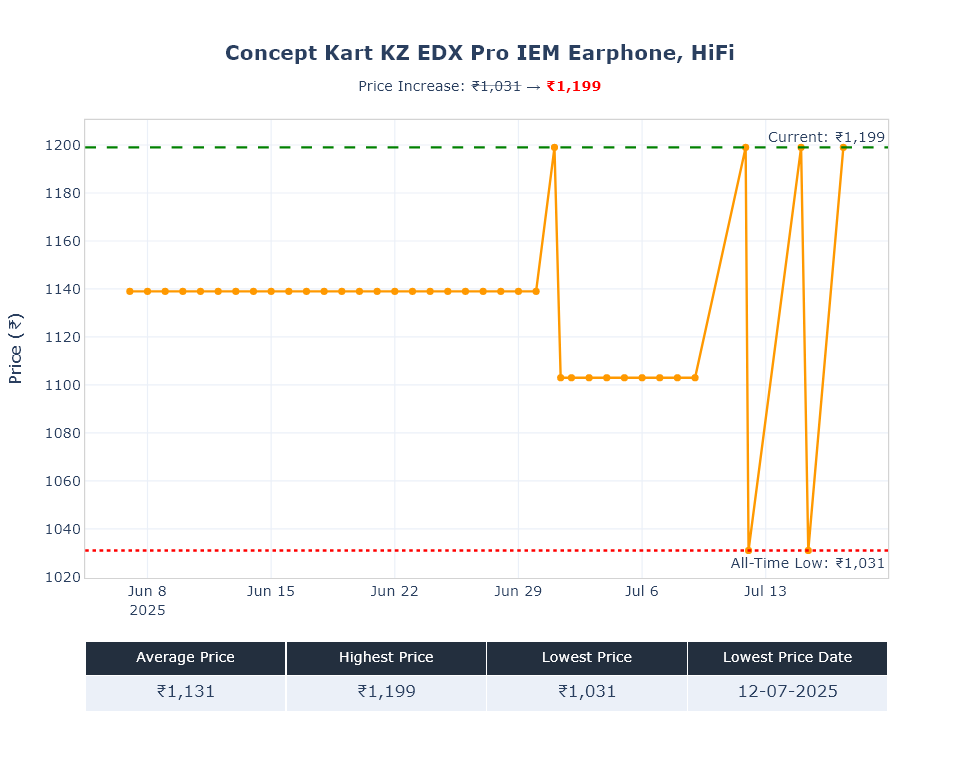 Concept Kart KZ EDX Pro IEM Earphone, HiFi
Price Increase: ₹1,031 → ₹1,199
Current: ₹1,199
1200
1180
1160
1140
1120
1100
1080
1060
1040
1020
Price (₹)
All-Time Low: ₹1,031
Jun 8 Jun 15 Jun 22 Jun 29 Jul 6 Jul 13
2025
Average Price Highest Price Lowest Price Lowest Price Date
₹1,131 ₹1,199 ₹1,031 12-07-2025